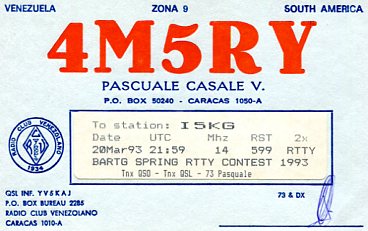 VENEZUELA ZONA 9 SOUTH AMERICA
4M5RY
PASCUALE CASALE V.
P.O. BOX 50240 - CARACAS 1050-A
To station: I5KG
Date UTC Mhz RST 2x
20Mar93 21:59 14 599 RTTY
BARTG SPRING RTTY CONTEST 1993
Tnx QSO - Tnx QSL - 73 Pasquale
RADIO CLUB VENEZOLANO
1934
QSL INF. YV5KAJ
P.O BOX BUREAU 2285
RADIO CLUB VENEZOLANO
CARACAS 1010-A
73 & DX